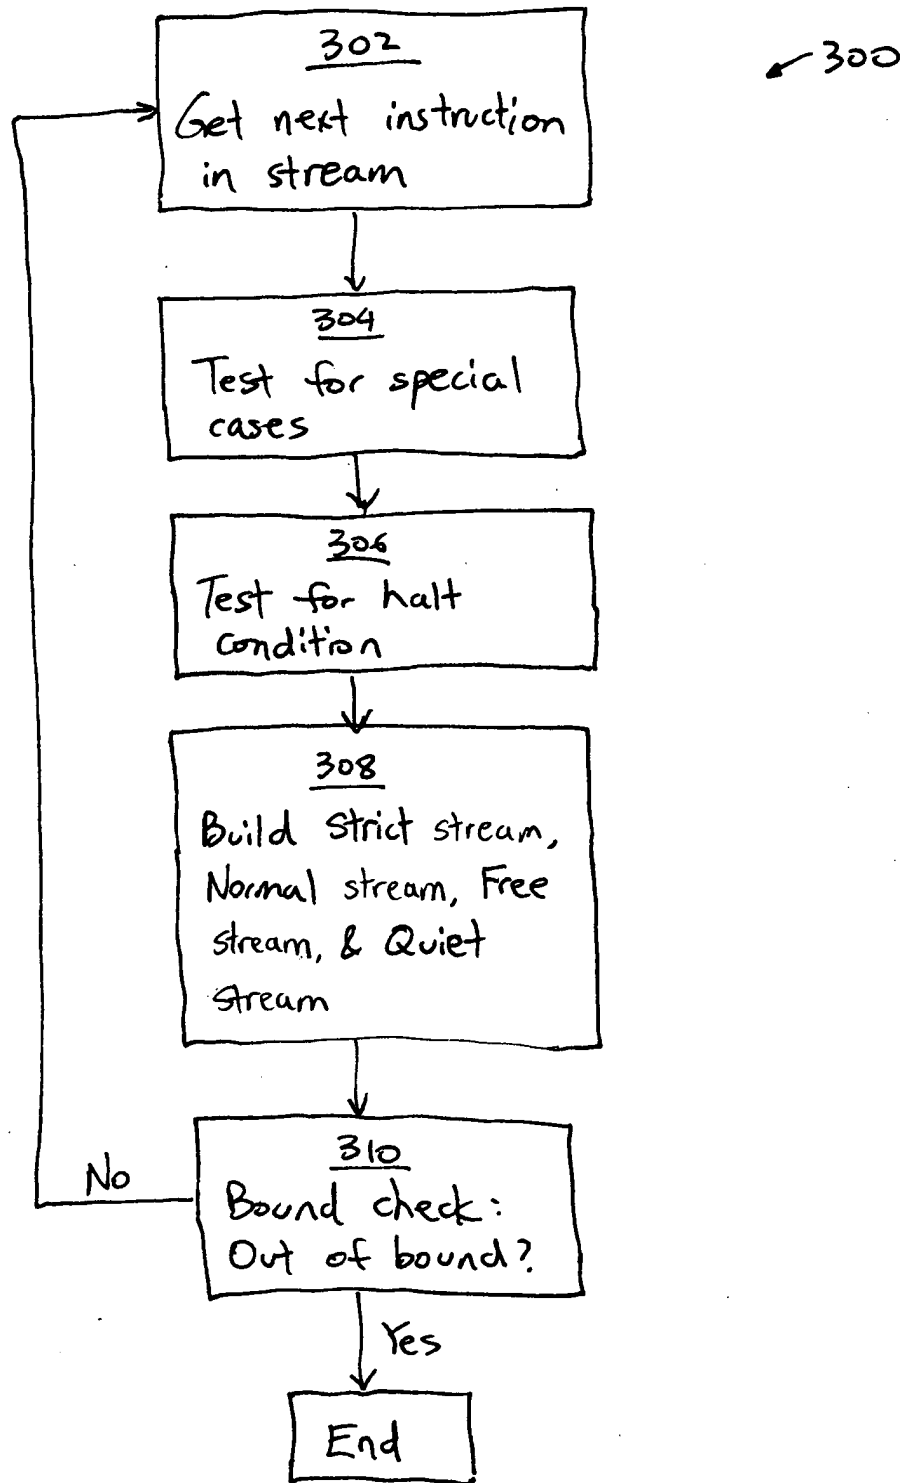 302
300
Get next instruction
in stream
304
Test for special
cases
306
Test for halt
condition
308
Build Strict stream,
Normal stream, Free
stream, & Quiet
stream
310
No
Bound check:
Out of bound?
Yes
End